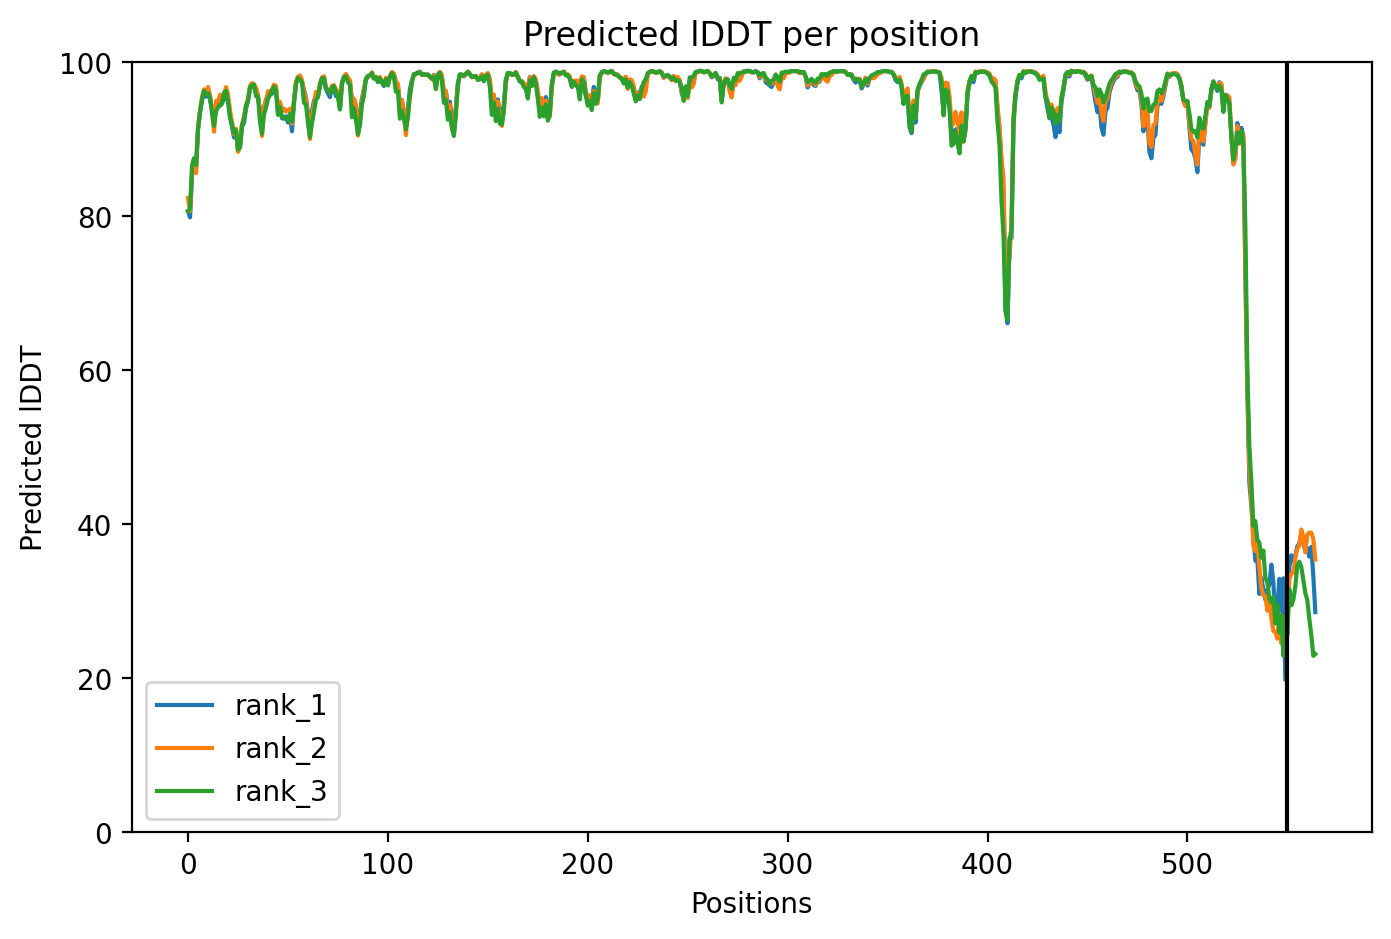 Predicted lDDT per position
Predicted lDDT
100
80
60
40
20
0
rank_1
rank_2
rank_3
0 100 200 300 400 500
Positions